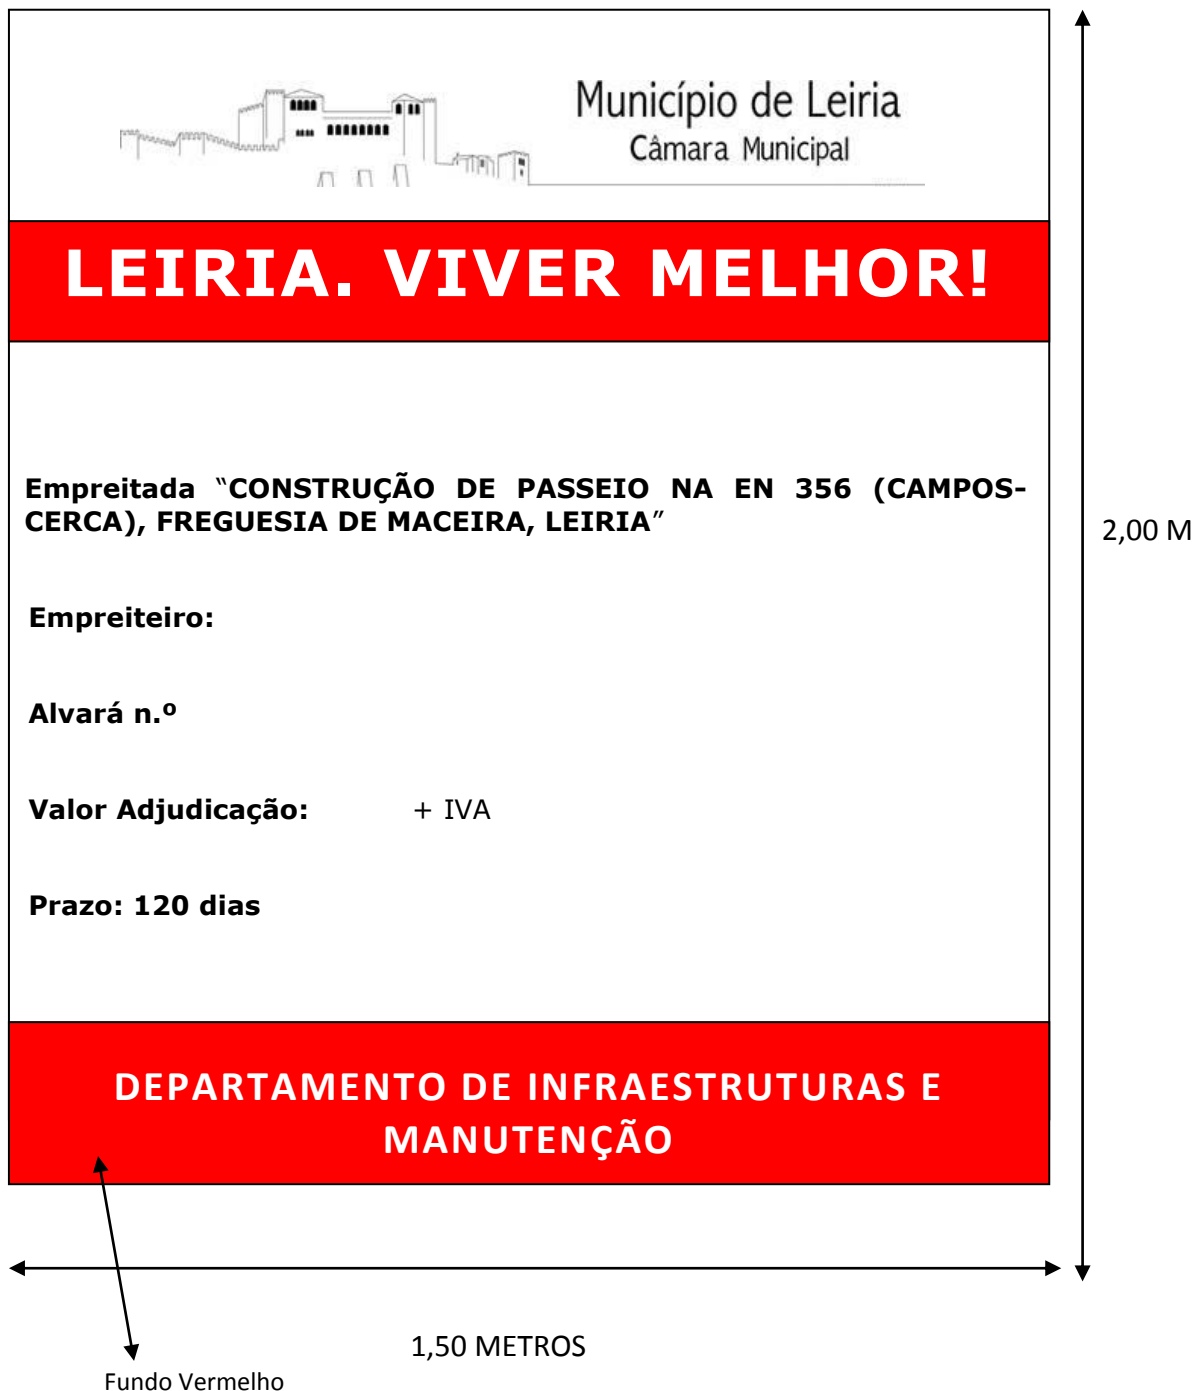 Município de Leiria
Câmara Municipal
LEIRIA. VIVER MELHOR!
Empreitada “CONSTRUÇÃO DE PASSEIO NA EN 356 (CAMPOS-
CERCA), FREGUESIA DE MACEIRA, LEIRIA”
2,00 M
Empreiteiro:
Alvará n.º
Valor Adjudicação: + IVA
Prazo: 120 dias
DEPARTAMENTO DE INFRAESTRUTURAS E
MANUTENÇÃO
1,50 METROS
Fundo Vermelho